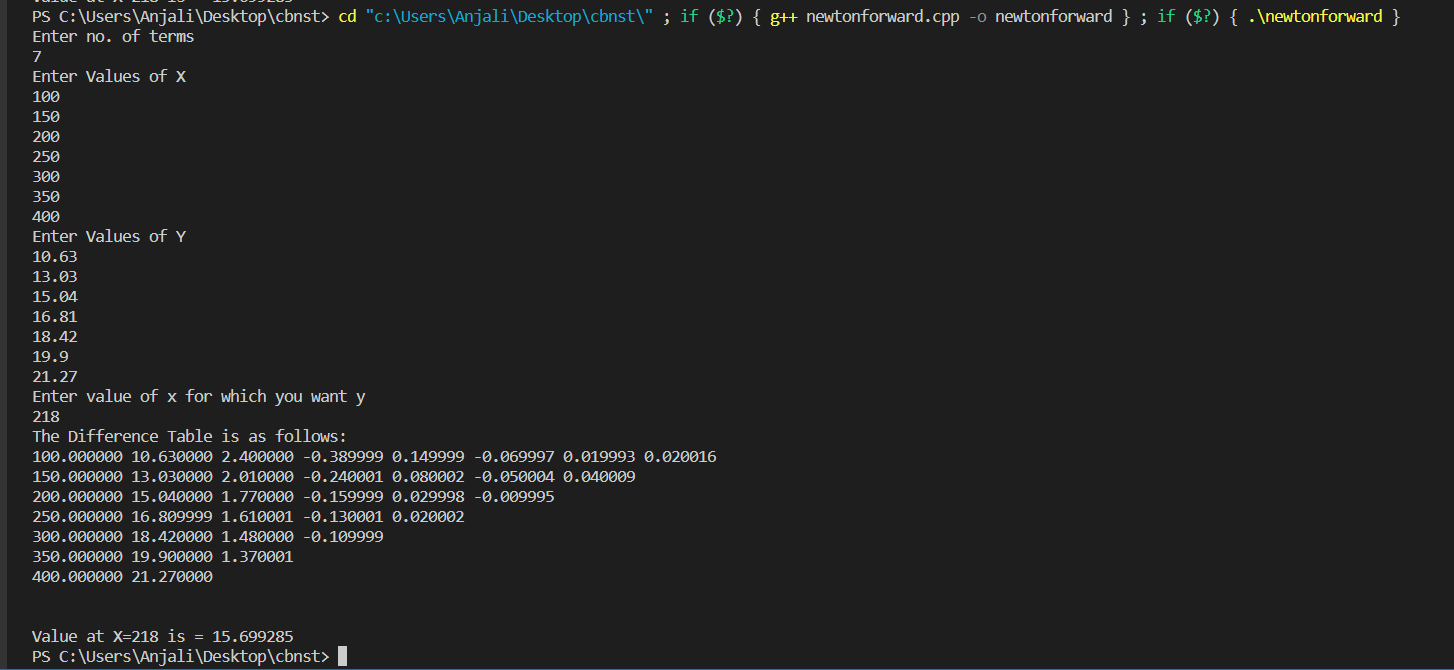 Value at X=218 is = 15.699285
PS C:\Users\Anjali\Desktop\cbnst> cd "c:\Users\Anjali\Desktop\cbnst\" ; if ($?) { g++ newtonforward.cpp -o newtonforward } ; if ($?) { .\newtonforward }
Enter no. of terms
7
Enter Values of X
100
150
200
250
300
350
400
Enter Values of Y
10.63
13.03
15.04
16.81
18.42
19.9
21.27
Enter value of x for which you want y
218
The Difference Table is as follows:
100.000000 10.630000 2.400000 -0.389999 0.149999 -0.069997 0.019993 0.020016
150.000000 13.030000 2.010000 -0.240001 0.080002 -0.050004 0.040009
200.000000 15.040000 1.770000 -0.159999 0.029998 -0.009995
250.000000 16.809999 1.610001 -0.130001 0.020002
300.000000 18.420000 1.480000 -0.109999
350.000000 19.900000 1.370001
400.000000 21.270000
Value at X=218 is = 15.699285
PS C:\Users\Anjali\Desktop\cbnst>